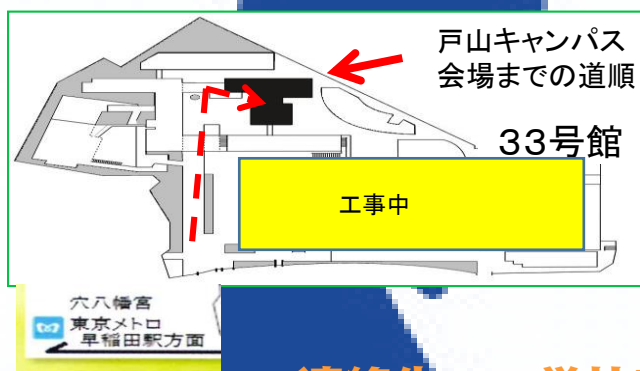 戸山キャンパス
会場までの道順
３３号館
工事中
穴八幡宮
東京メトロ
早稲田駅方面